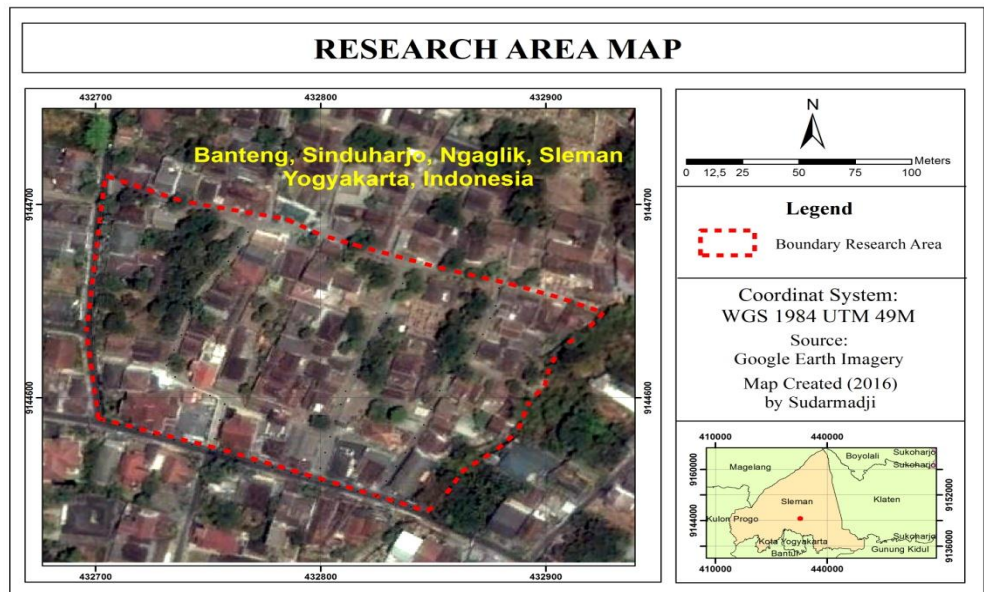 RESEARCH AREA MAP
432700 432800 432900
Banteng, Sinduharjo, Ngaglik, Sleman
Yogyakarta, Indonesia
9144700 9144700
9144600 9144600
432700 432800 432900
N
Meters
0 12,5 25 50 75 100
Legend
Boundary Research Area
Coordinat System:
WGS 1984 UTM 49M
Source:
Google Earth Imagery
Map Created (2016)
by Sudarmadji
410000 440000
Magelang
Boyolali
Sukoharjo
Sukoharjo
9160000
Sleman
Klaten
9152000
Kulon Progo
9144000
Kota Yogyakarta
Sukoharjo
Bantul
Gunung Kidul
9136000
410000 440000